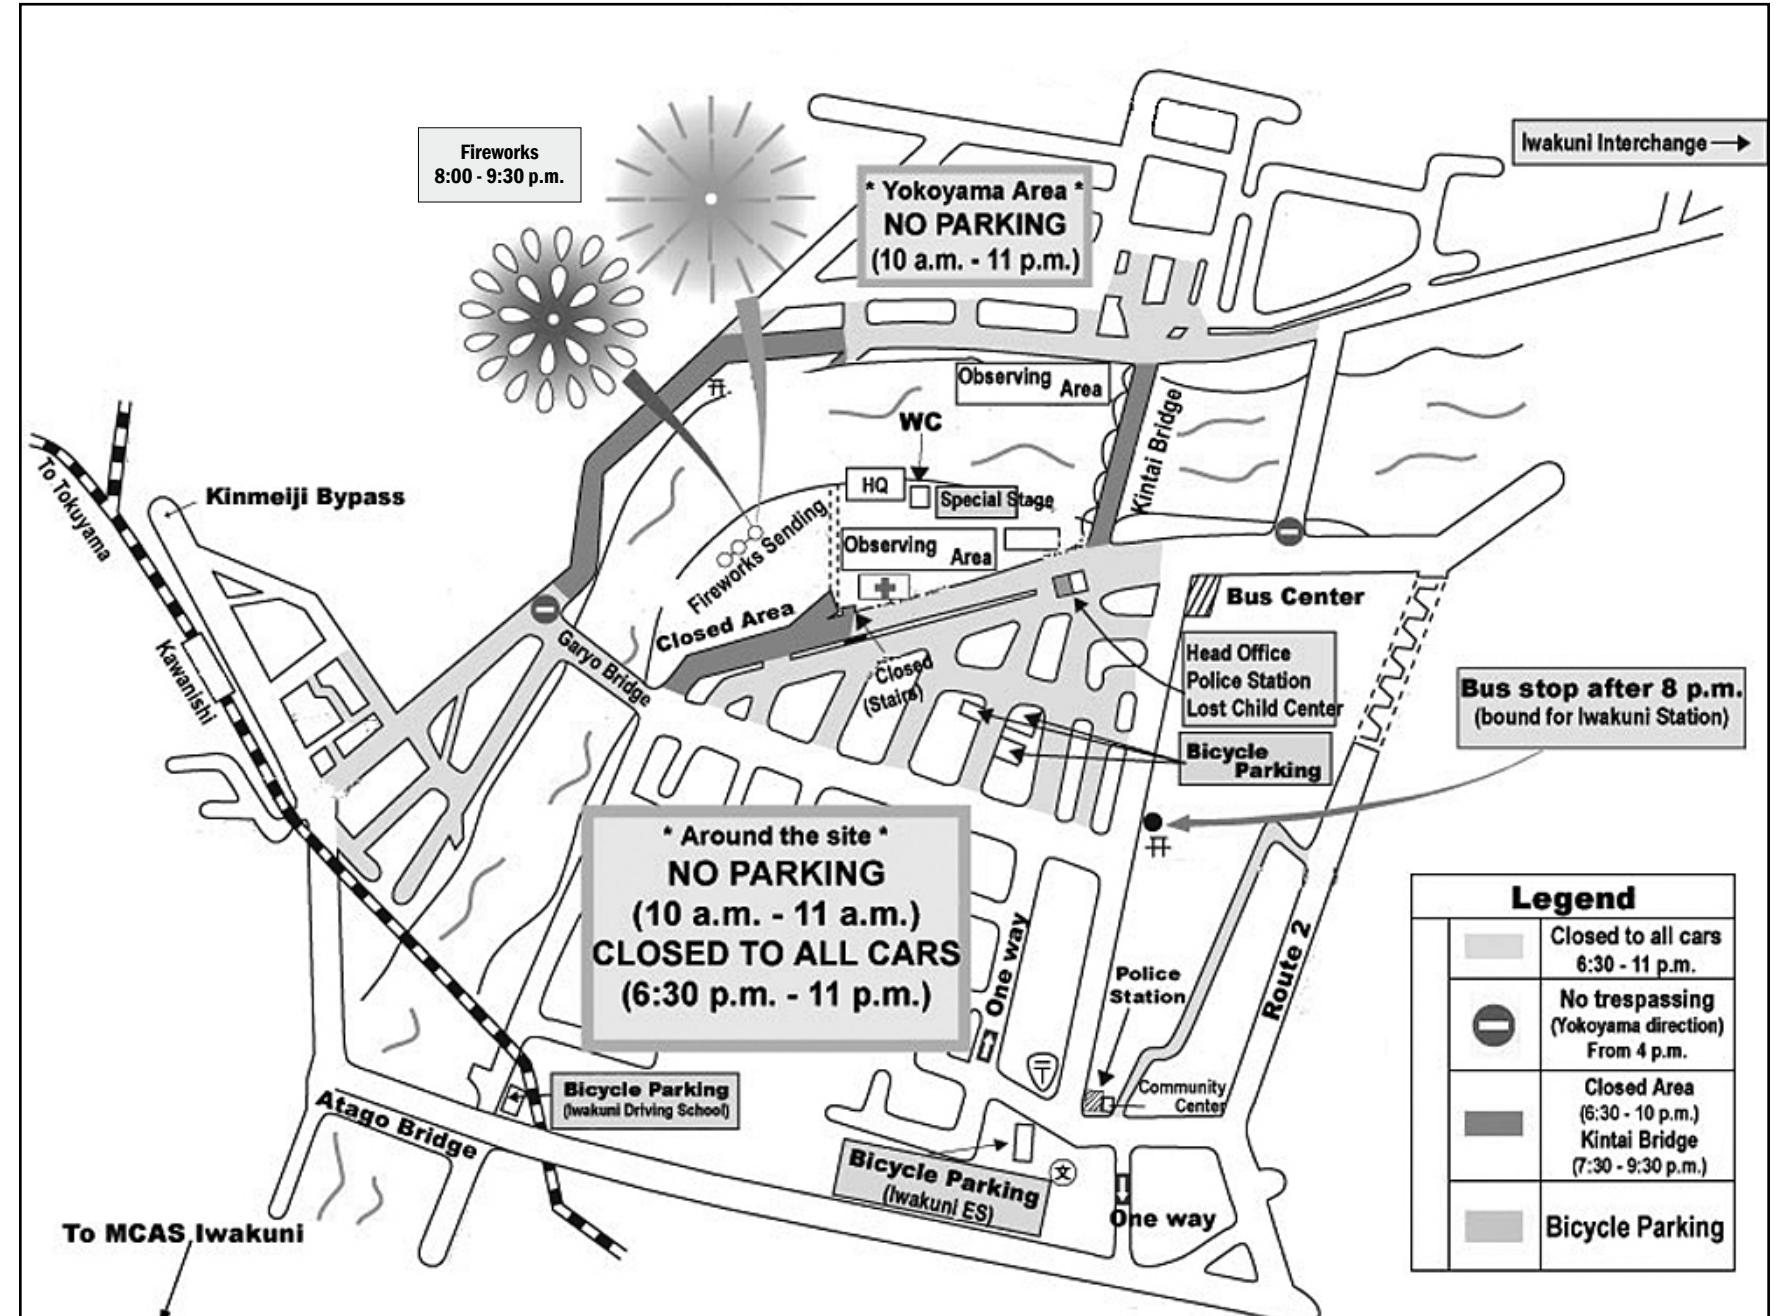 Fireworks
8:00 - 9:30 p.m.
* Yokoyama Area *
NO PARKING
(10 a.m. - 11 p.m.)
Iwakuni Interchange
Observing
Area
WC
HQ
Special Stage
Kintai Bridge
To Tokuyama
Kinmeiji Bypass
Fireworks Sending
Observing
Area
Closed Area
Bus Center
Kawanishi
Garyo Bridge
Closed
(Stairs)
Head Office
Police Station
Lost Child Center
Bus stop after 8 p.m.
(bound for Iwakuni Station)
Bicycle
Parking
* Around the site *
NO PARKING
(10 a.m. - 11 a.m.)
CLOSED TO ALL CARS
(6:30 p.m. - 11 p.m.)
One way
Police
Station
Route 2
Legend
Closed to all cars
6:30 - 11 p.m.
No trespassing
(Yokoyama direction)
From 4 p.m.
Closed Area
(6:30 - 10 p.m.)
Kintai Bridge
(7:30 - 9:30 p.m.)
Bicycle Parking
Bicycle Parking
(Iwakuni Driving School)
Atago Bridge
Community
Center
Bicycle Parking
(Iwakuni ES)
文
One way
To MCAS Iwakuni